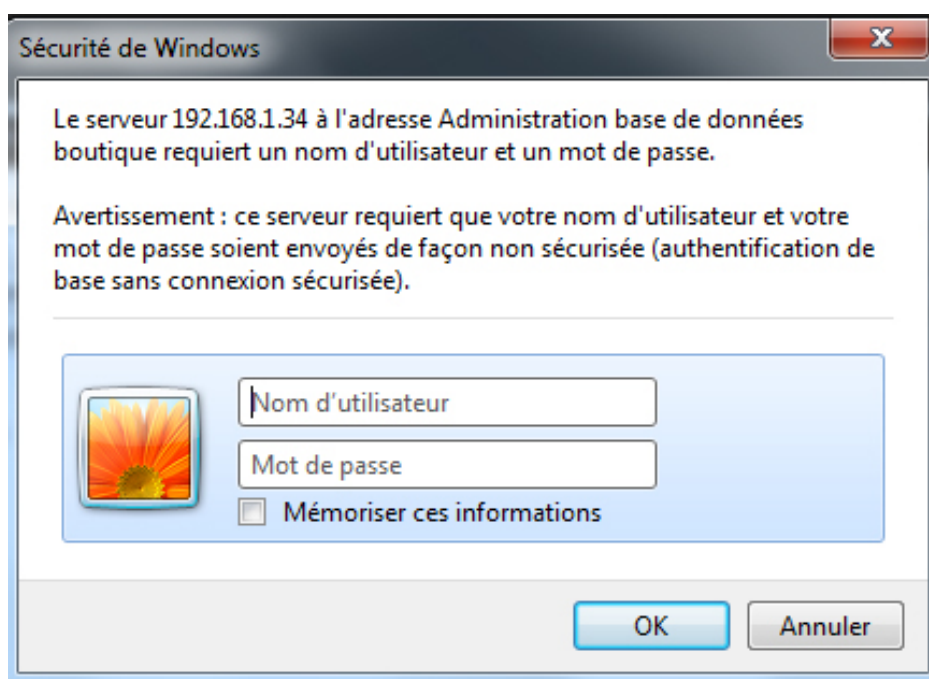 Sécurité de Windows
Le serveur 192.168.1.34 à l'adresse Administration base de données
boutique requiert un nom d'utilisateur et un mot de passe.
Avertissement : ce serveur requiert que votre nom d'utilisateur et votre
mot de passe soient envoyés de façon non sécurisée (authentification de
base sans connexion sécurisée).
Nom d'utilisateur
Mot de passe
Mémoriser ces informations
OK
Annuler